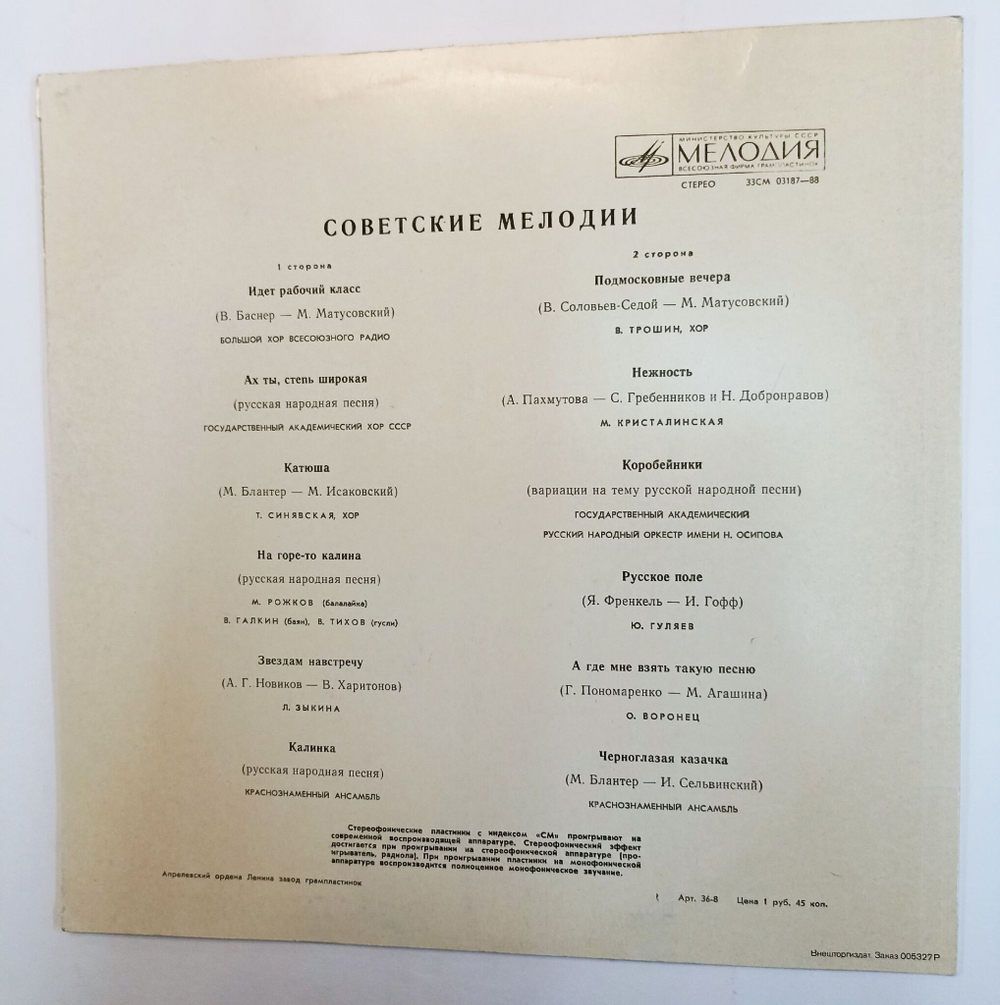 МИНИСТЕРСТВО КУЛЬТУРЫ СССР
МЕЛОДИЯ
ВСЕСОЮЗНАЯ ФИРМА ГРАМПЛАСТИНОК
СТЕРЕО 33СМ 03187—88
СОВЕТСКИЕ МЕЛОДИИ
1 сторона
Идет рабочий класс
(В. Баснер — М. Матусовский)
БОЛЬШОЙ ХОР ВСЕСОЮЗНОГО РАДИО
Ах ты, степь широкая
(русская народная песня)
ГОСУДАРСТВЕННЫЙ АКАДЕМИЧЕСКИЙ ХОР СССР
Катюша
(М. Блантер — М. Исаковский)
Т. СИНЯВСКАЯ, ХОР
На горе-то калина
(русская народная песня)
М. РОЖКОВ (балалайка)
В. ГАЛКИН (баян), В. ТИХОВ (гусли)
Звездам навстречу
(А. Г. Новиков — В. Харитонов)
Л. ЗЫКИНА
Калинка
(русская народная песня)
КРАСНОЗНАМЕННЫЙ АНСАМБЛЬ
2 сторона
Подмосковные вечера
(В. Соловьев-Седой — М. Матусовский)
В. ТРОШИН, ХОР
Нежность
(А. Пахмутова — С. Гребенников и Н. Добронравов)
М. КРИСТАЛИНСКАЯ
Коробейники
(вариации на тему русской народной песни)
ГОСУДАРСТВЕННЫЙ АКАДЕМИЧЕСКИЙ
РУССКИЙ НАРОДНЫЙ ОРКЕСТР ИМЕНИ Н. ОСИПОВА
Русское поле
(Я. Френкель — И. Гофф)
Ю. ГУЛЯЕВ
А где мне взять такую песню
(Г. Пономаренко — М. Агашина)
О. ВОРОНЕЦ
Черноглазая казачка
(М. Блантер — И. Сельвинский)
КРАСНОЗНАМЕННЫЙ АНСАМБЛЬ
Стереофонические пластинки с индексом «СМ» проигрывают на
современной воспроизводящей аппаратуре. Стереофонический эффект
достигается при проигрывании на стереофонической аппаратуре (про-
игрыватель, радиола). При проигрывании пластинки на монофонической
аппаратуре воспроизводится полноценное монофоническое звучание.
Апрелевский ордена Ленина завод грампластинок
Арт. 36-8 Цена 1 руб. 45 коп.
Внешторгиздат. Заказ 005327Р